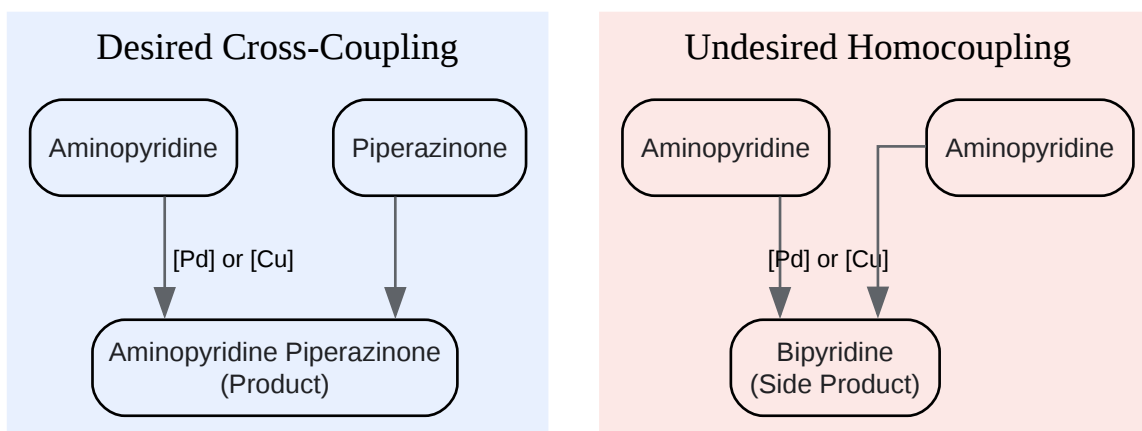 Desired Cross-Coupling
Aminopyridine
Piperazinone
[Pd] or [Cu]
Aminopyridine Piperazinone
(Product)
Undesired Homocoupling
Aminopyridine
Aminopyridine
[Pd] or [Cu]
Bipyridine
(Side Product)